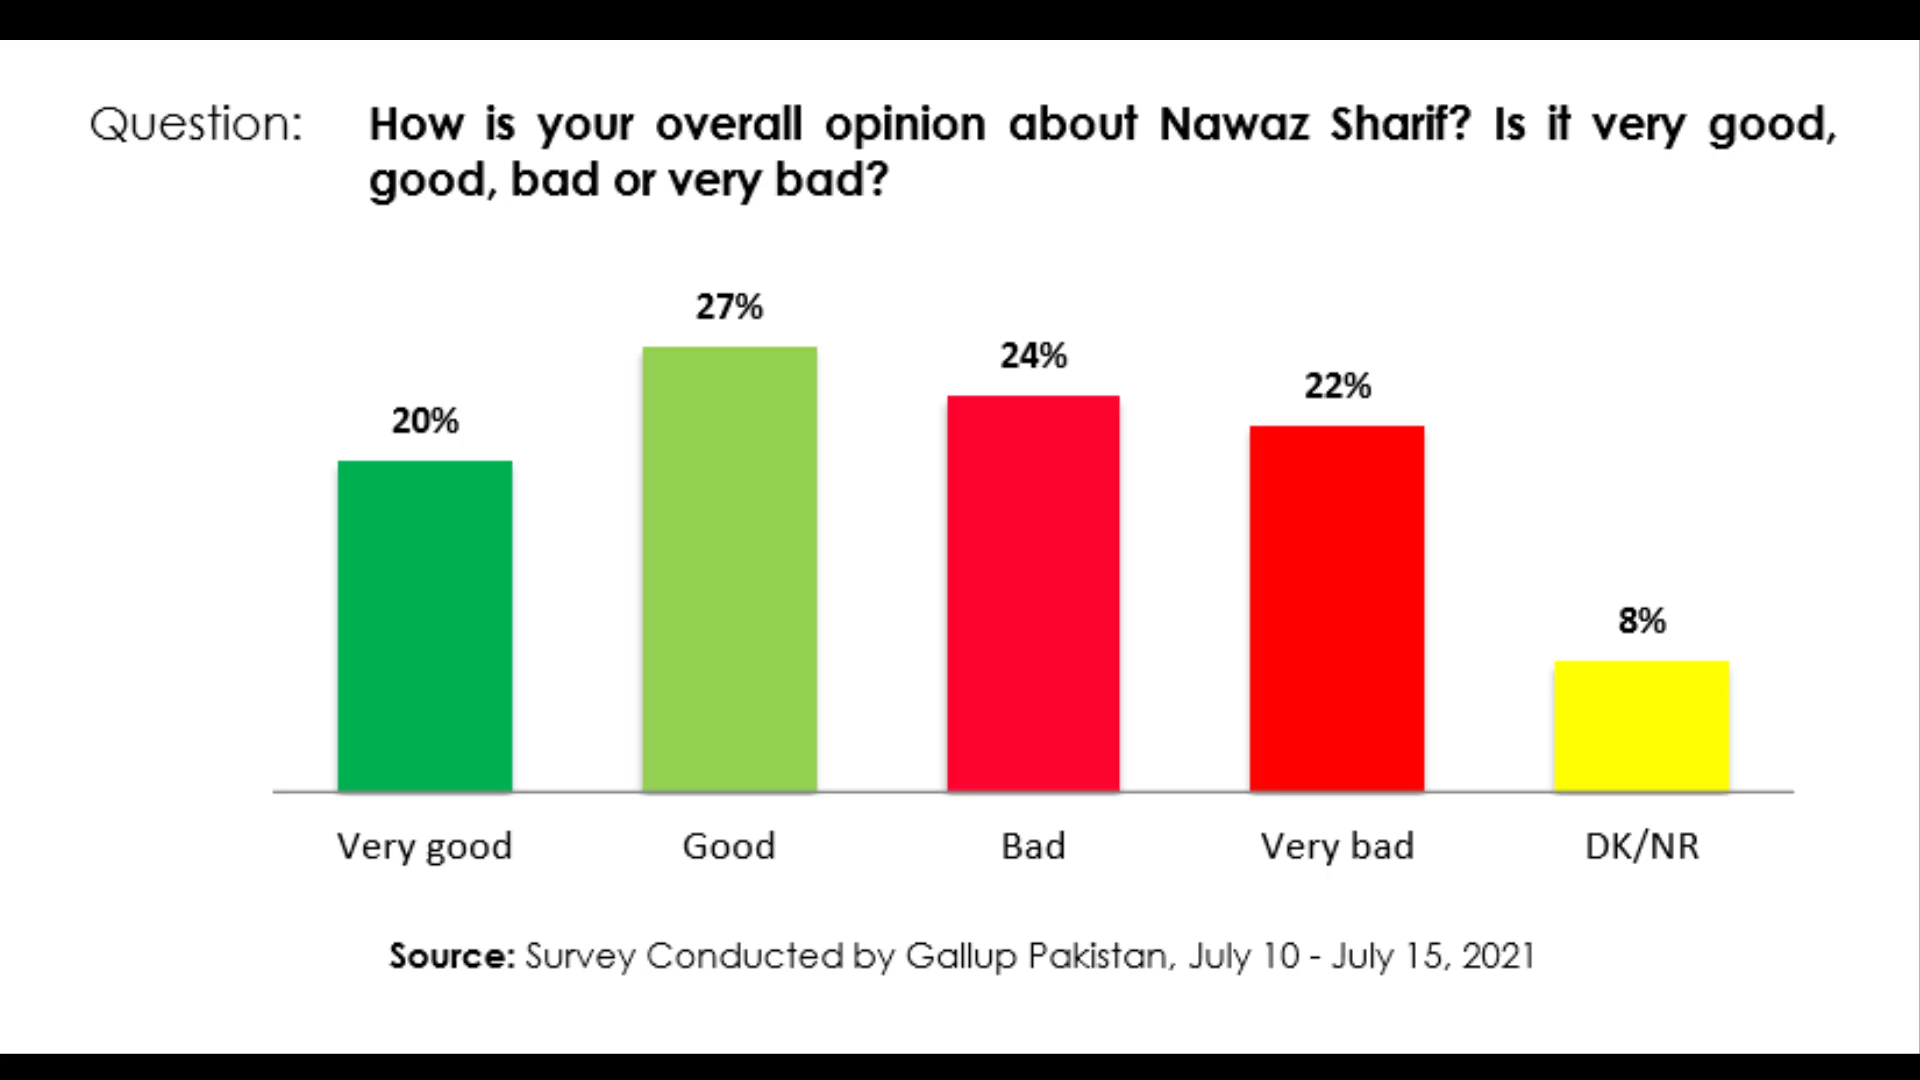 Question: How is your overall opinion about Nawaz Sharif? Is it very good,
good, bad or very bad?
27%
24%
22%
20%
8%
Very good Good Bad Very bad DK/NR
Source: Survey Conducted by Gallup Pakistan, July 10 - July 15, 2021